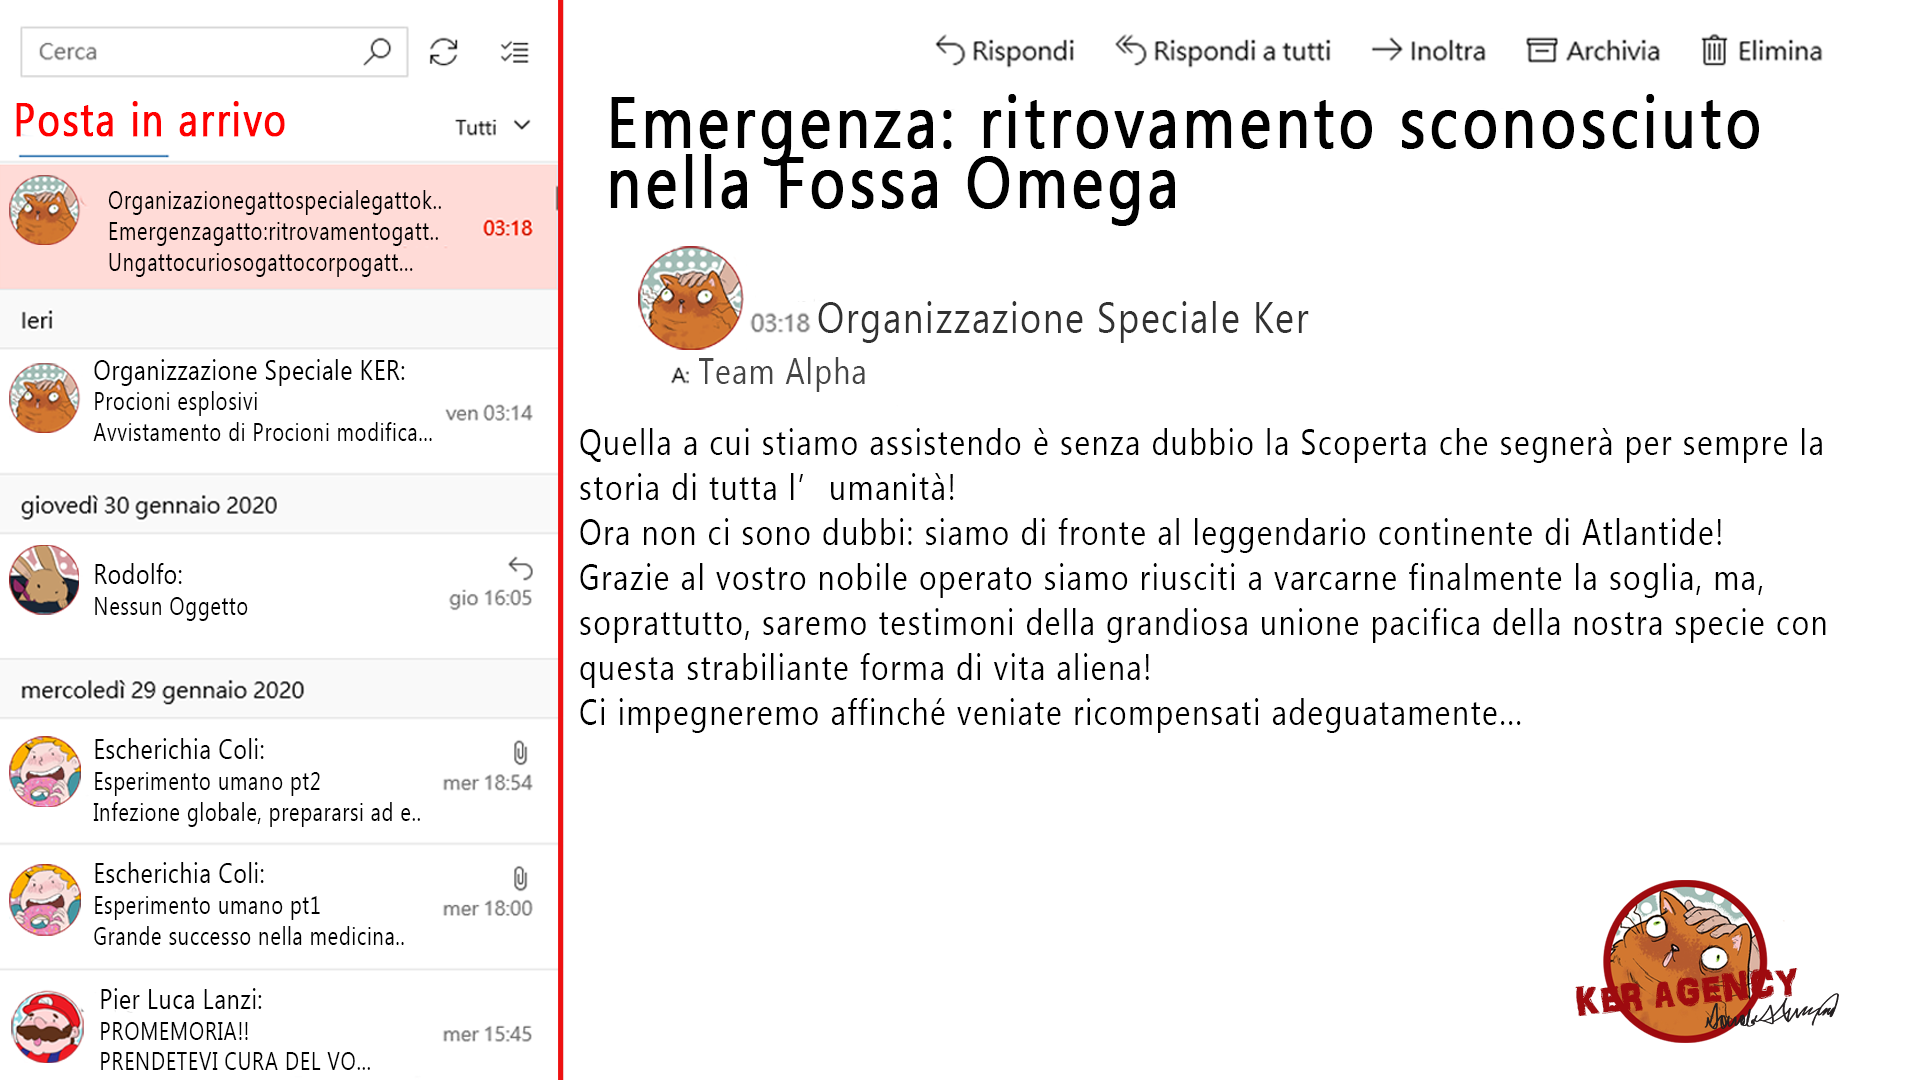 Cerca
Posta in arrivo
Tutti
Organizazionegattospecialegattok..
Emergenzagatto:ritrovamentogatt..
Ungattocuriosogattocorpogatt...
03:18
Ieri
Organizzazione Speciale KER:
Procioni esplosivi
Avvistamento di Procioni modifica...
ven 03:14
giovedì 30 gennaio 2020
Rodolfo:
Nessun Oggetto
gio 16:05
mercoledì 29 gennaio 2020
Escherichia Coli:
Esperimento umano pt2
Infezione globale, prepararsi ad e..
mer 18:54
Escherichia Coli:
Esperimento umano pt1
Grande successo nella medicina..
mer 18:00
Pier Luca Lanzi:
PROMEMORIA!!
PRENDETEVI CURA DEL VO...
mer 15:45
Rispondi Rispondi a tutti Inoltra Archivia Elimina
Emergenza: ritrovamento sconosciuto
nella Fossa Omega
03:18 Organizzazione Speciale Ker
A: Team Alpha
Quella a cui stiamo assistendo è senza dubbio la Scoperta che segnerà per sempre la
storia di tutta l’ umanità!
Ora non ci sono dubbi: siamo di fronte al leggendario continente di Atlantide!
Grazie al vostro nobile operato siamo riusciti a varcarne finalmente la soglia, ma,
soprattutto, saremo testimoni della grandiosa unione pacifica della nostra specie con
questa strabiliante forma di vita aliena!
Ci impegneremo affinché veniate ricompensati adeguatamente...
KER AGENCY